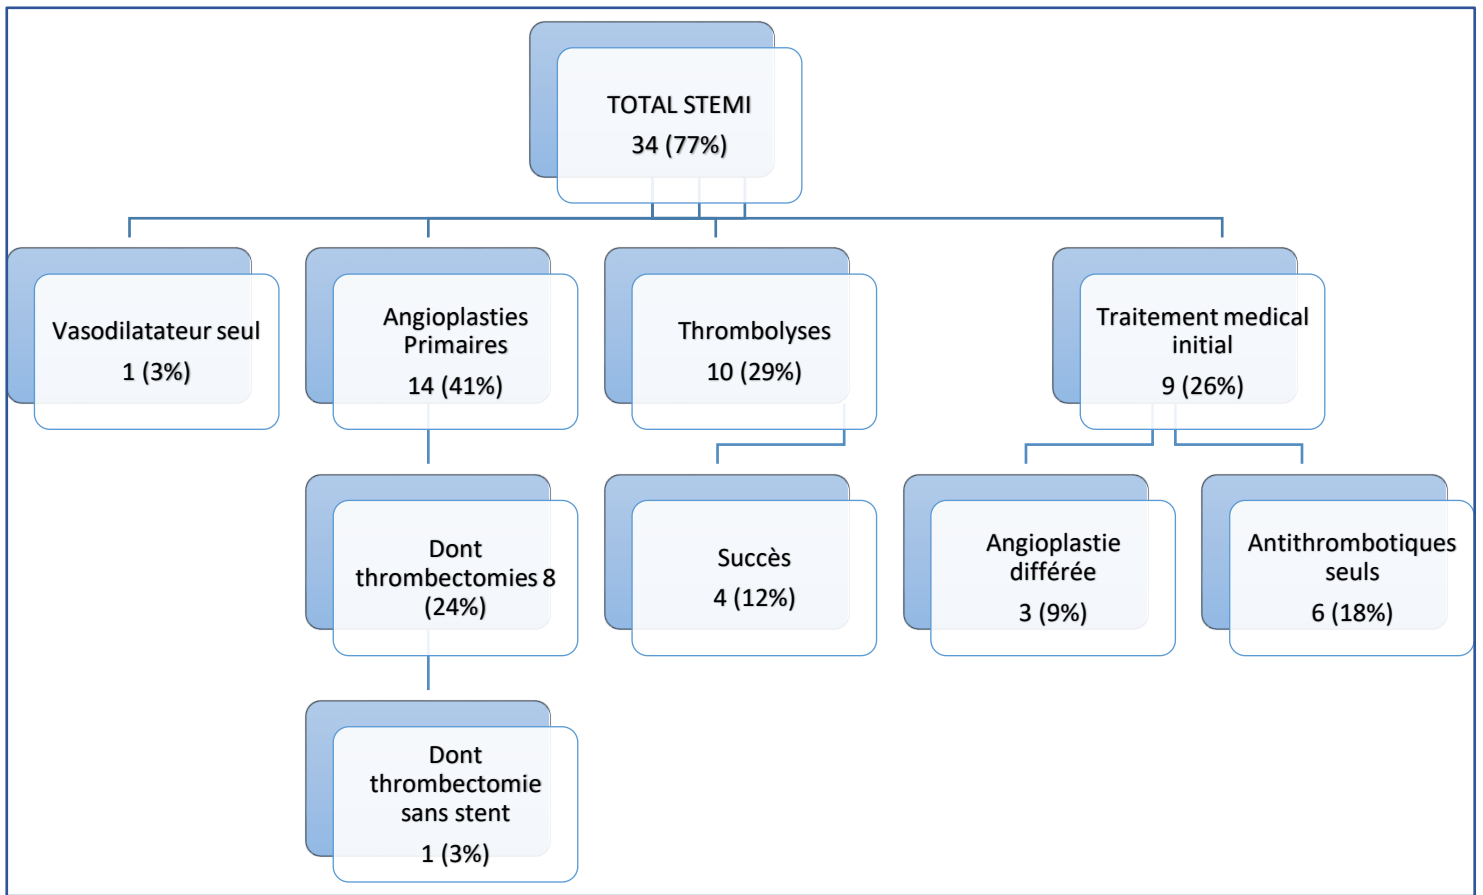 TOTAL STEMI
34 (77%)
Vasodilatateur seul
1 (3%)
Angioplasties
Primaires
14 (41%)
Thrombolyses
10 (29%)
Traitement medical
initial
9 (26%)
Dont
thrombectomies 8
(24%)
Succès
4 (12%)
Angioplastie
différée
3 (9%)
Antithrombotiques
seuls
6 (18%)
Dont
thrombectomie
sans stent
1 (3%)